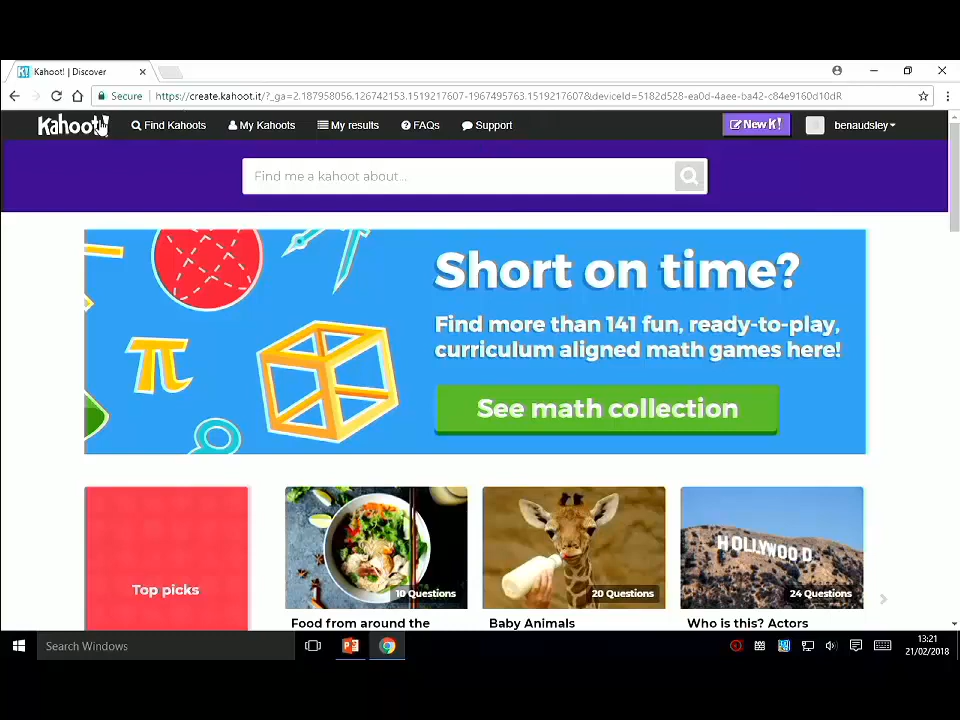 Kahoot! | Discover
Secure
https://create.kahoot.it/?_ga=2.187958056.126742153.1519217607-1967495763.1519217607&deviceId=5182d528-ea0d-4aee-ba42-c84e9160d10dR
Kahoot! Find Kahoots My Kahoots My results FAQs Support New K! benaudsley
Find me a kahoot about...
Short on time?
Find more than 141 fun, ready-to-play,
curriculum aligned math games here!
See math collection
π
HOLLYWOOD
Top picks
10 Questions
20 Questions
24 Questions
Food from around the
Baby Animals
Who is this? Actors
Search Windows
13:21
21/02/2018